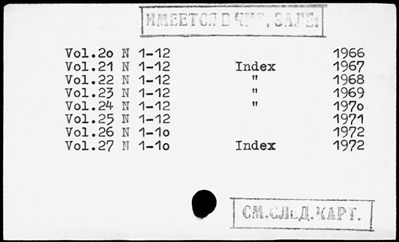 ИМЕЕТСЯ В ЧИТ. ЗАЛЕ:
Vol.2o N 1-12 1966
Vol.21 N 1-12 Index 1967
Vol.22 N 1-12 " 1968
Vol.23 N 1-12 " 1969
Vol.24 N 1-12 " 197o
Vol.25 N 1-12 1971
Vol.26 N 1-1o 1972
Vol.27 N 1-1o Index 1972
СМ.СЛЕД.КАРТ.